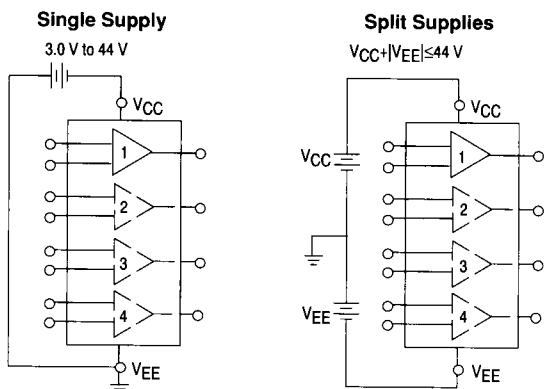 Single Supply
3.0 V to 44 V
VCC
1
2
3
4
VEE
Split Supplies
VCC+|VEE|≤44 V
VCC
VCC
1
2
3
4
VEE
VEE